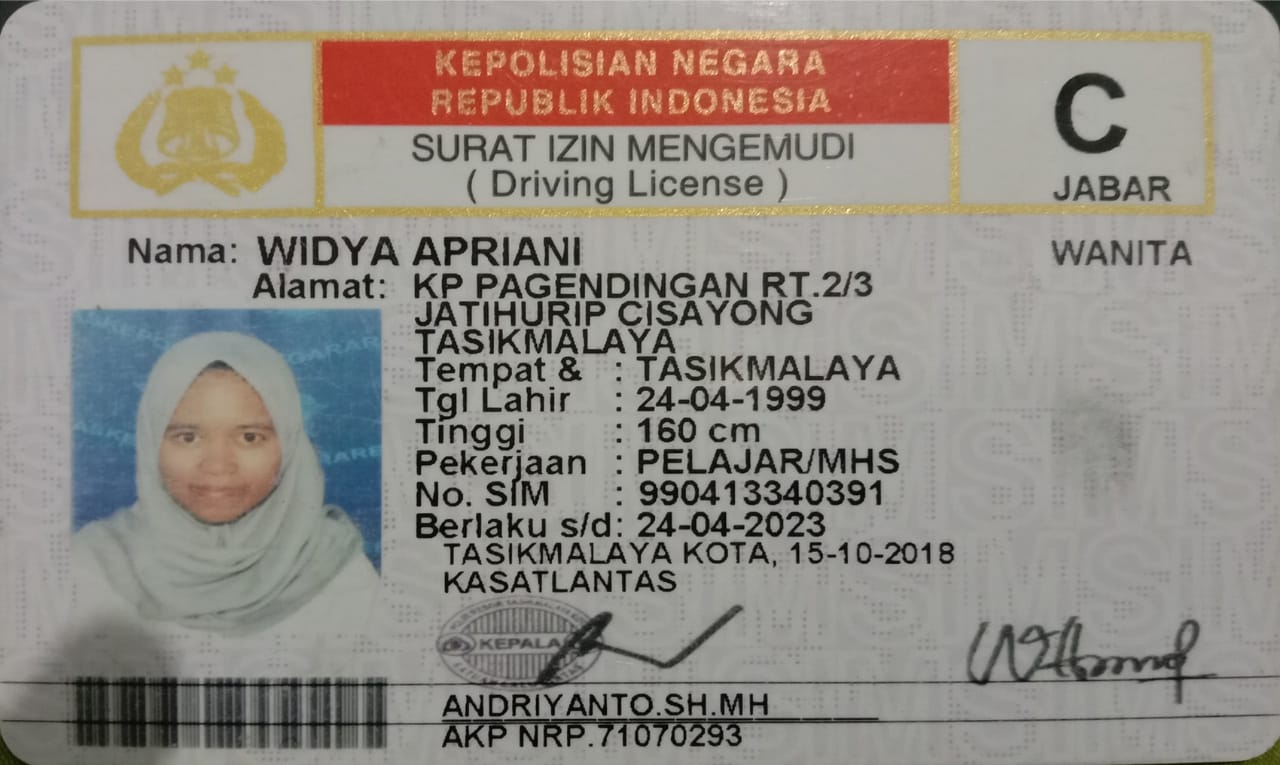 KEPOLISIAN NEGARA
REPUBLIK INDONESIA
SURAT IZIN MENGEMUDI
( Driving License )
C
JABAR
Nama: WIDYA APRIANI
WANITA
Alamat: KP PAGENDINGAN RT.2/3
JATIHURIP CISAYONG
TASIKMALAYA
Tempat & : TASIKMALAYA
Tgl Lahir : 24-04-1999
Tinggi : 160 cm
Pekerjaan : PELAJAR/MHS
No. SIM : 990413340391
Berlaku s/d: 24-04-2023
TASIKMALAYA KOTA, 15-10-2018
KASATLANTAS
KEPALA
ANDRIYANTO.SH.MH
AKP NRP.71070293